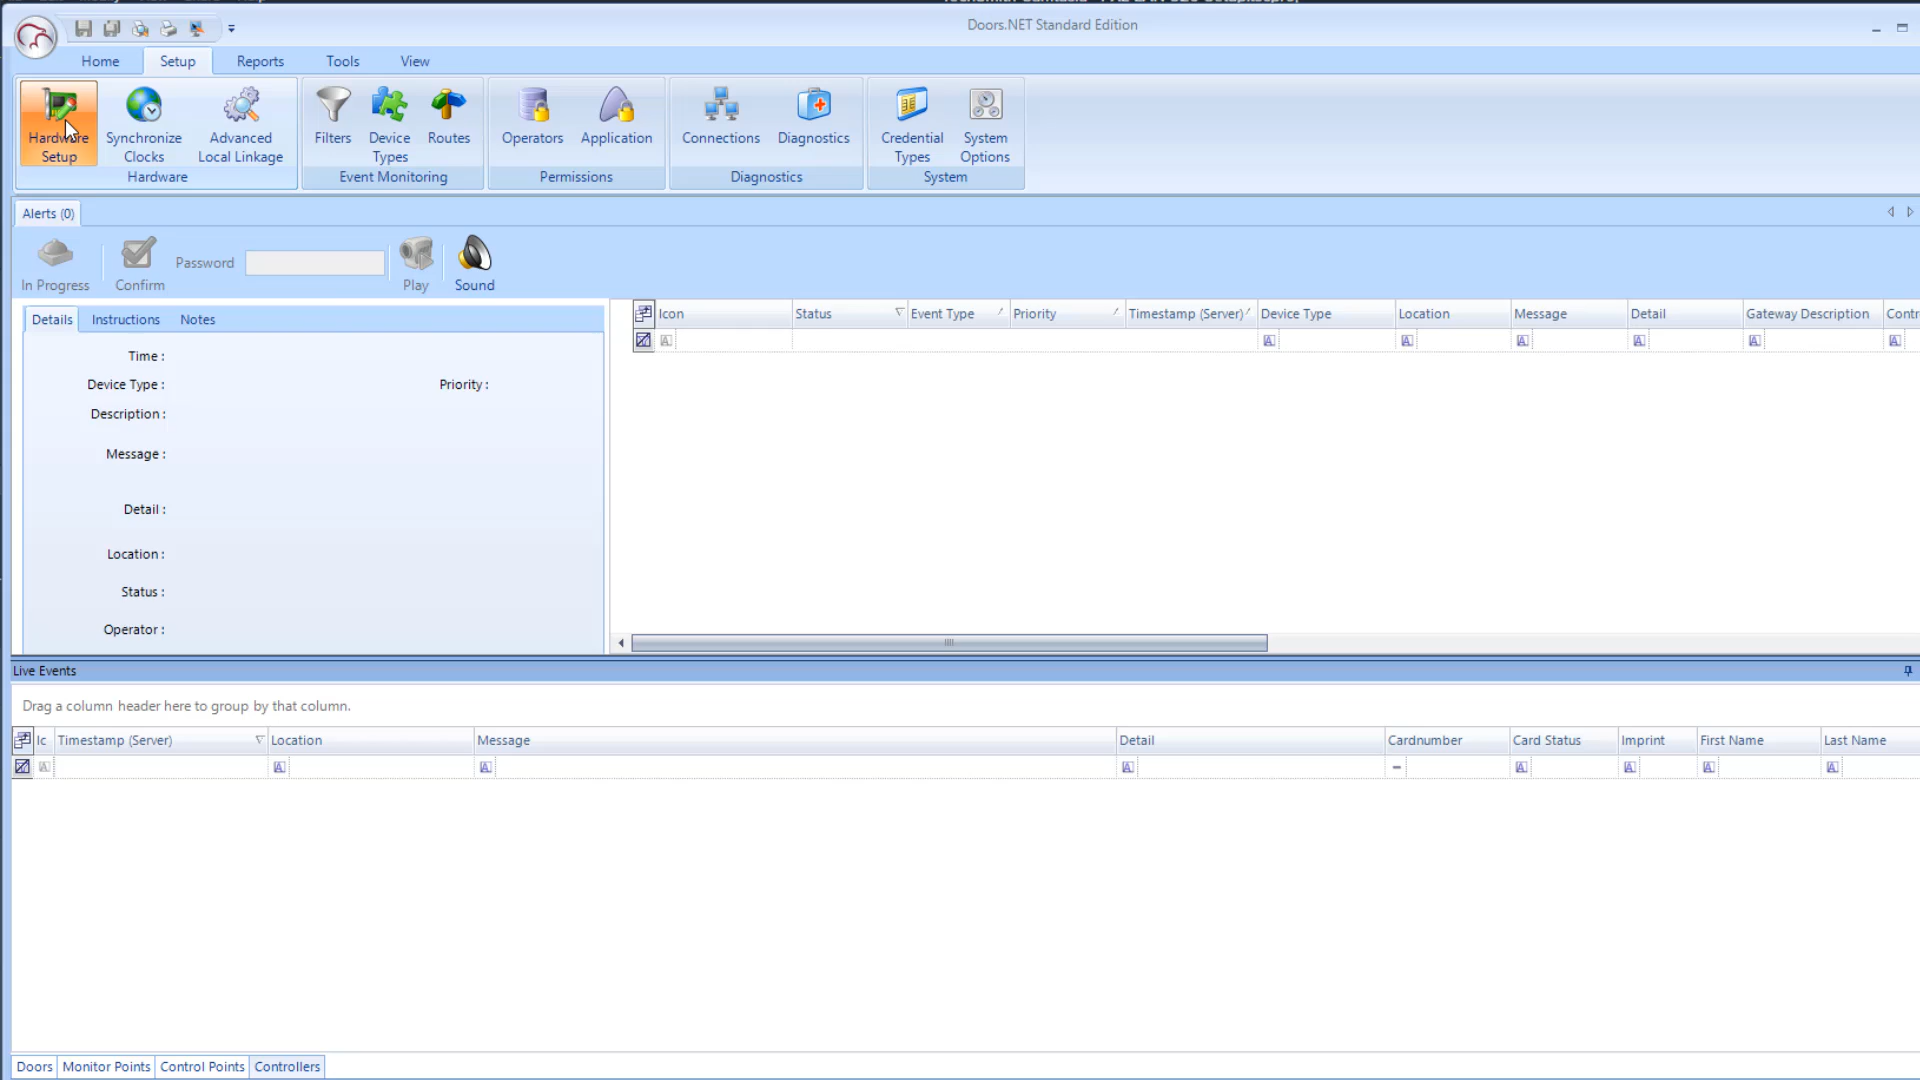 Doors.NET Standard Edition
Home Setup Reports Tools View
Hardware Setup
Synchronize Clocks
Advanced Local Linkage
Hardware
Filters
Device Types
Routes
Event Monitoring
Operators
Application
Permissions
Connections
Diagnostics
Diagnostics
Credential Types
System Options
System
Alerts (0)
In Progress
Confirm
Password
Play
Sound
Details Instructions Notes
Time :
Device Type :
Priority :
Description :
Message :
Detail :
Location :
Status :
Operator :
Icon Status Event Type Priority Timestamp (Server) Device Type Location Message Detail Gateway Description Contr
Live Events
Drag a column header here to group by that column.
Ic Timestamp (Server) Location Message Detail Cardnumber Card Status Imprint First Name Last Name
Doors Monitor Points Control Points Controllers